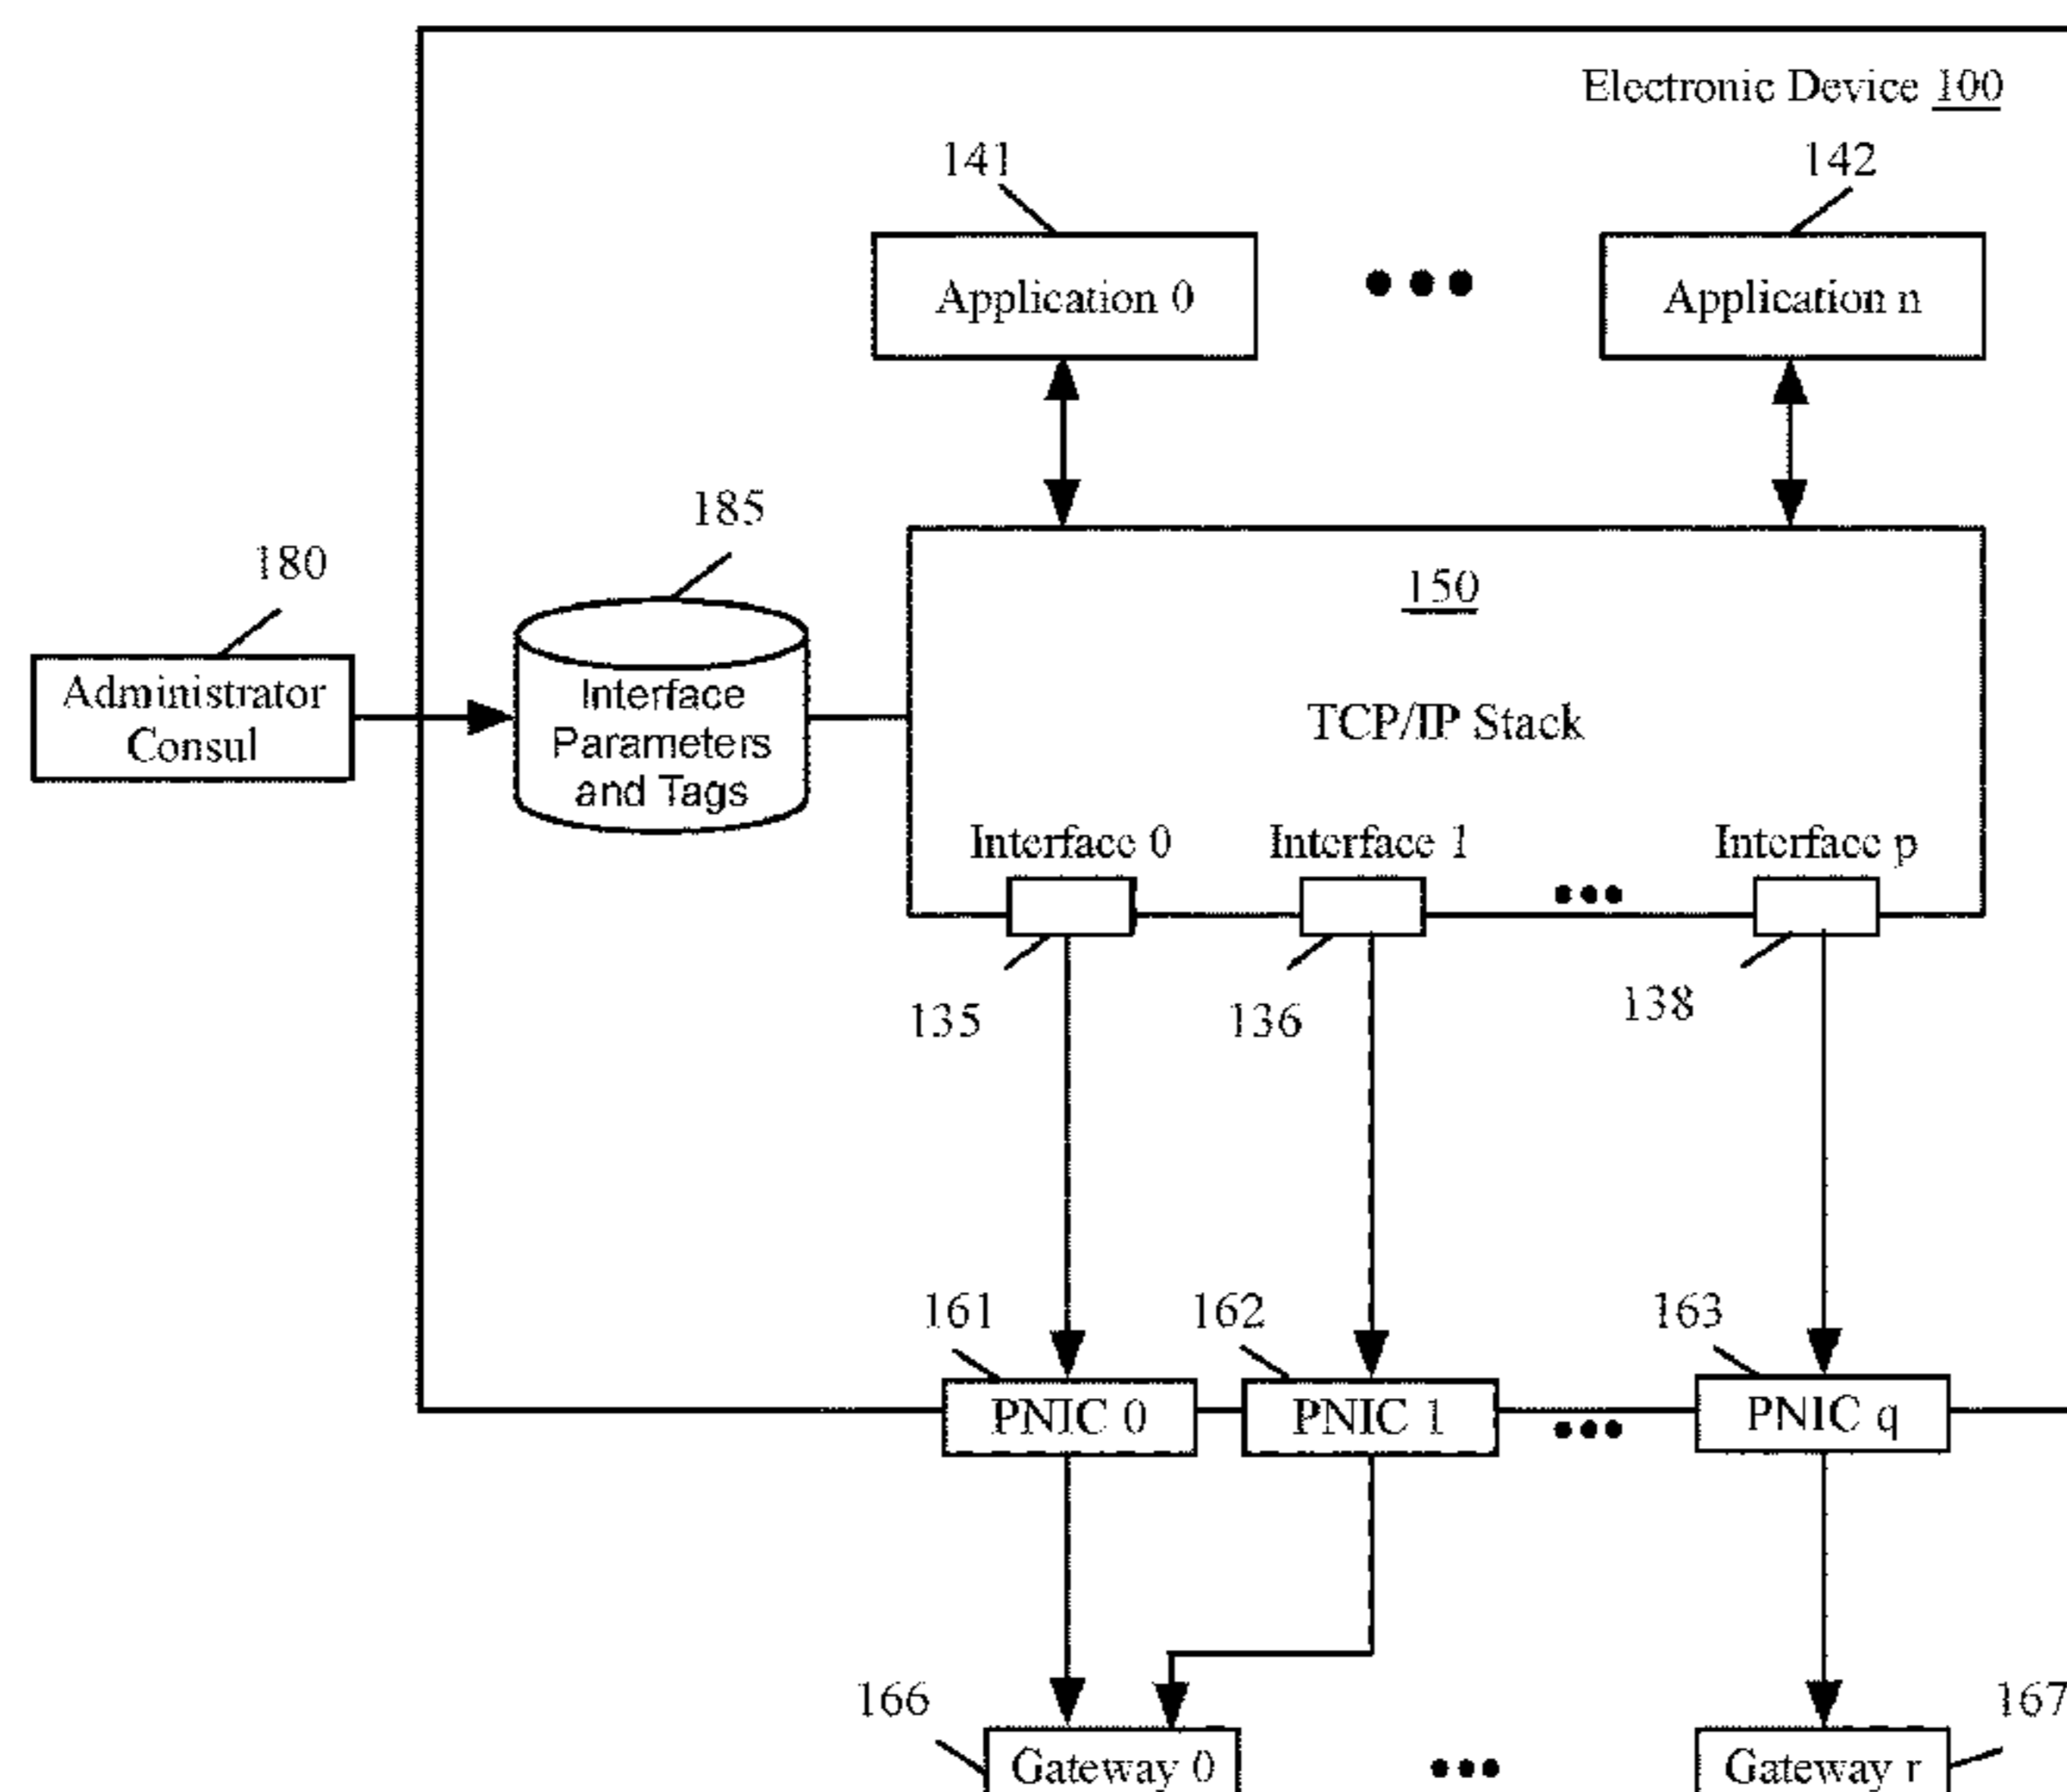 Electronic Device 100
141
142
Application 0
Application n
185
180
150
Administrator
Consul
Interface
Parameters
and Tags
TCP/IP Stack
Interface 0
Interface 1
Interface p
135
136
138
161
162
163
PNIC 0
PNIC 1
PNIC q
166
167
Gateway 0
Gateway r